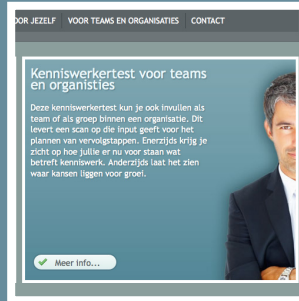 OOR JEZELF VOOR TEAMS EN ORGANISATIES CONTACT
Kenniswerkertest voor teams
en organisties
Deze kenniswerkertest kun je ook invullen als
team of als groep binnen een organisatie. Dit
levert een scan op die input geeft voor het
plannen van vervolgstappen. Enerzijds krijg je
zicht op hoe jullie er nu voor staan wat
betreft kenniswerk. Anderzijds laat het zien
waar kansen liggen voor groei.
Meer info...